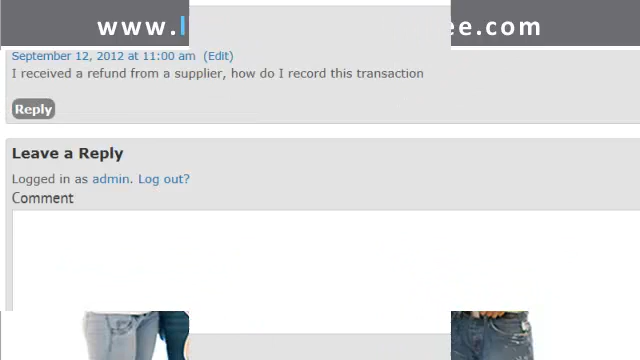 www.l ee.com
September 12, 2012 at 11:00 am (Edit)
I received a refund from a supplier, how do I record this transaction
Reply
Leave a Reply
Logged in as admin. Log out?
Comment